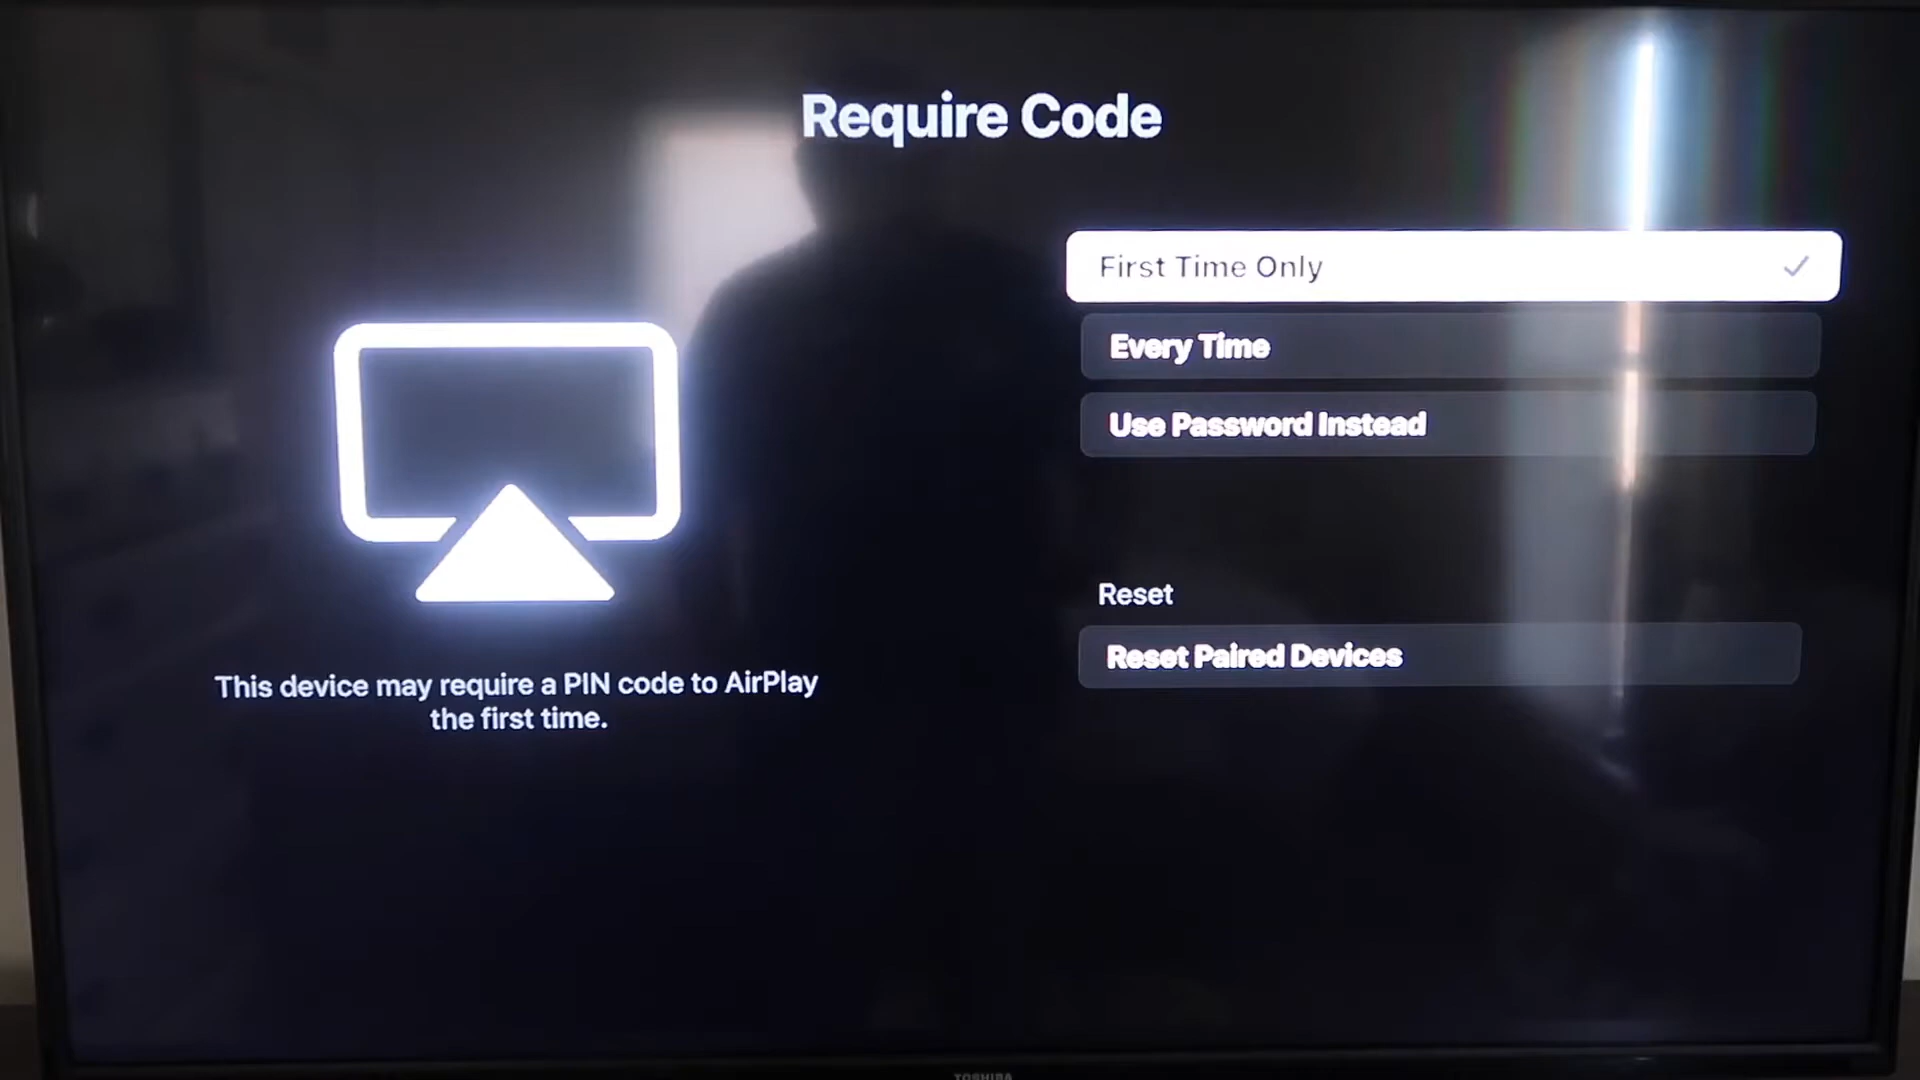 Require Code
First Time Only
Every Time
Use Password Instead
Reset
Reset Paired Devices
This device may require a PIN code to AirPlay
the first time.
TOSHIBA